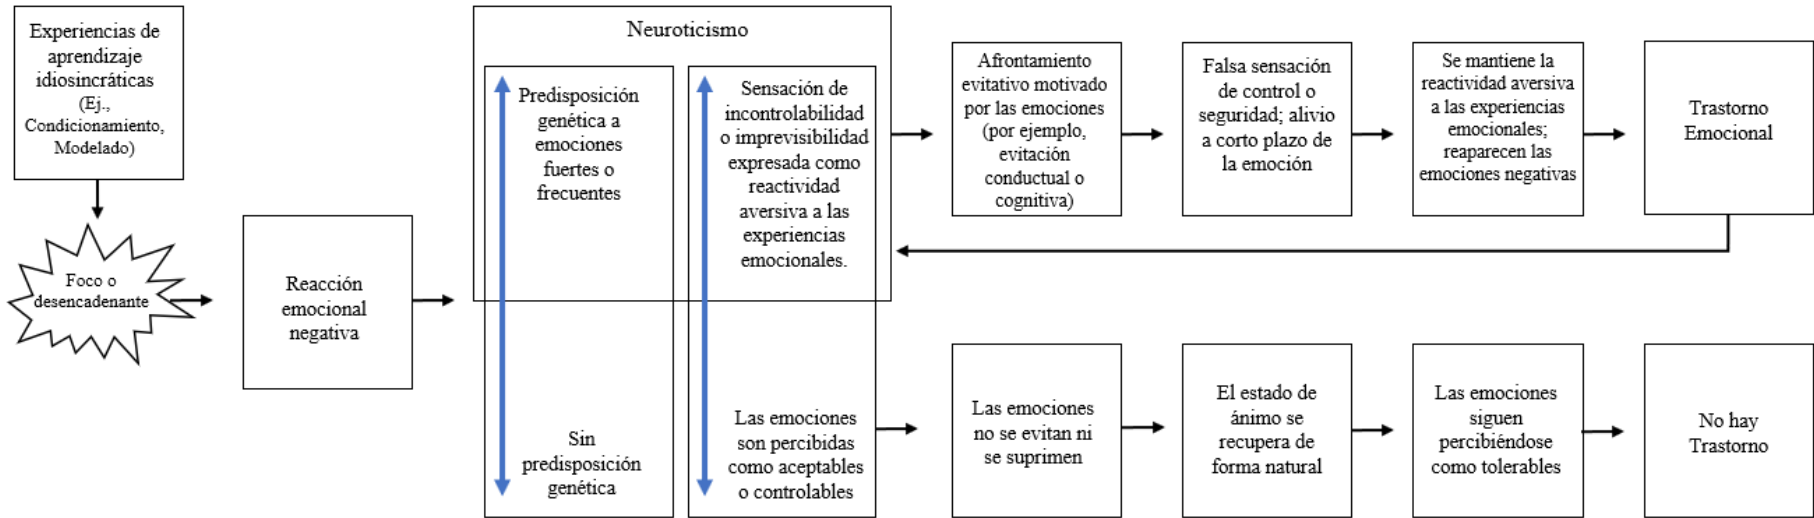 Experiencias de
aprendizaje
idiosincráticas
(Ej.,
Condicionamiento,
Modelado)
Foco o
desencadenante
Reacción
emocional
negativa
Neuroticismo
Predisposición
genética a
emociones
fuertes o
frecuentes
Sin
predisposición
genética
Sensación de
incontrolabilidad
o imprevisibilidad
expresada como
reactividad
aversiva a las
experiencias
emocionales.
Las emociones
son percibidas
como aceptables
o controlables
Afrontamiento
evitativo motivado
por las emociones
(por ejemplo,
evitación
conductual o
cognitiva)
Falsa sensación
de control o
seguridad; alivio
a corto plazo de
la emoción
Se mantiene la
reactividad aversiva
a las experiencias
emocionales;
reaparecen las
emociones negativas
Trastorno
Emocional
Las emociones
no se evitan ni
se suprimen
El estado de
ánimo se
recupera de
forma natural
Las emociones
siguen
percibiéndose
como tolerables
No hay
Trastorno